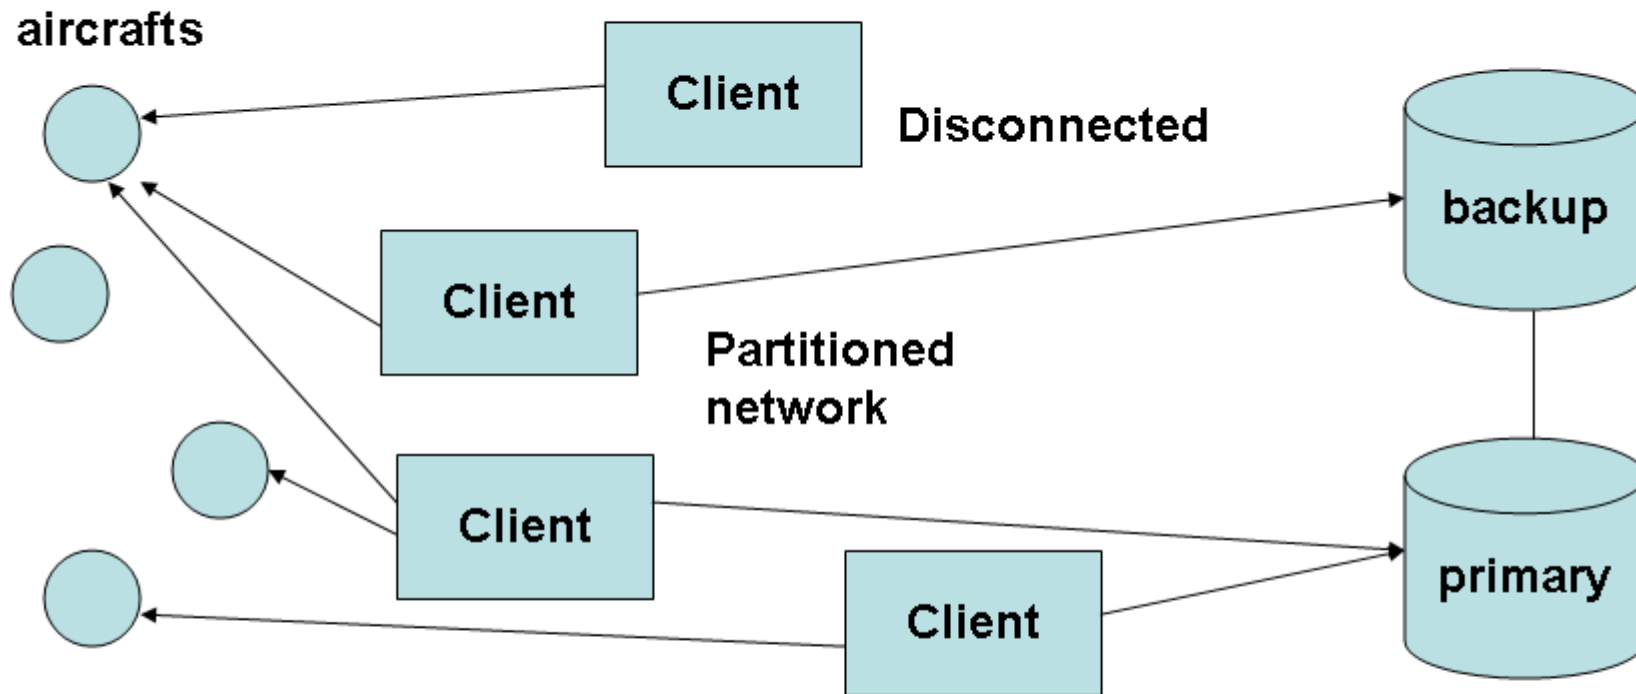 aircrafts
Client
Disconnected
backup
Client
Partitioned
network
Client
primary
Client